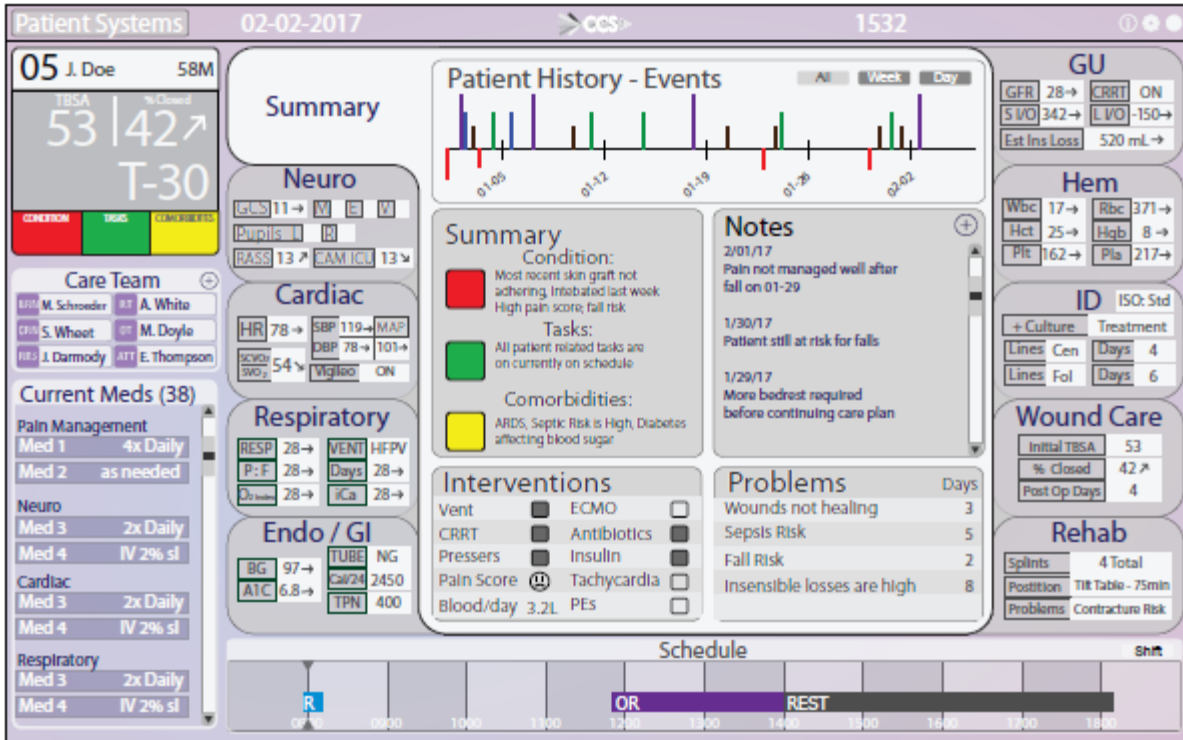 Patient Systems 02-02-2017 ccs 1532
05 J. Doe 58M
TBSA % Closed
53 42↗
T-30
CONDITION TASKS COMORBIDITIES
Care Team
M. Schroeder RT A. White
S. Wheet OT M. Doyle
J. Darmody ATT E. Thompson
Current Meds (38)
Pain Management
Med 1 4x Daily
Med 2 as needed
Neuro
Med 3 2x Daily
Med 4 IV 2% sl
Cardiac
Med 3 2x Daily
Med 4 IV 2% sl
Respiratory
Med 3 2x Daily
Med 4 IV 2% sl
Summary
Neuro
GCS 11→ M E V
Pupils L R
RASS 13↗ CAM ICU 13↘
Cardiac
HR 78→ SBP 119→ MAP
DBP 78→ 101→
SCVO2
SVO2 54↘ Vigileo ON
Respiratory
RESP 28→ VENT HFPV
P:F 28→ Days 28→
O2 Index 28→ iCa 28→
Endo / GI
BG 97→ TUBE NG
A1C 6.8→ Cal/24 2450
TPN 400
Patient History - Events All Week Day
01-05 01-12 01-19 01-26 02-02
Summary
Condition:
Most recent skin graft not
adhering, Intebated last week
High pain score; fall risk
Tasks:
All patient related tasks are
on currently on schedule
Comorbidities:
ARDS, Septic Risk is High, Diabetes
affecting blood sugar
Notes
2/01/17
Pain not managed well after
fall on 01-29
1/30/17
Patient still at risk for falls
1/29/17
More bedrest required
before continuing care plan
Interventions
Vent ECMO
CRRT Antibiotics
Pressers Insulin
Pain Score Tachycardia
Blood/day 3.2L PEs
Problems Days
Wounds not healing 3
Sepsis Risk 5
Fall Risk 2
Insensible losses are high 8
GU
GFR 28→ CRRT ON
S I/O 342→ L I/O -150→
Est Ins Loss 520 mL→
Hem
Wbc 17→ Rbc 371→
Hct 25→ Hgb 8→
Plt 162→ Pla 217→
ID ISO: Std
+ Culture Treatment
Lines Cen Days 4
Lines Fol Days 6
Wound Care
Initial TBSA 53
% Closed 42↗
Post Op Days 4
Rehab
Splints 4 Total
Postition Tilt Table - 75min
Problems Contracture Risk
Schedule Shift
R OR REST
0800 0900 1000 1100 1200 1300 1400 1500 1600 1700 1800